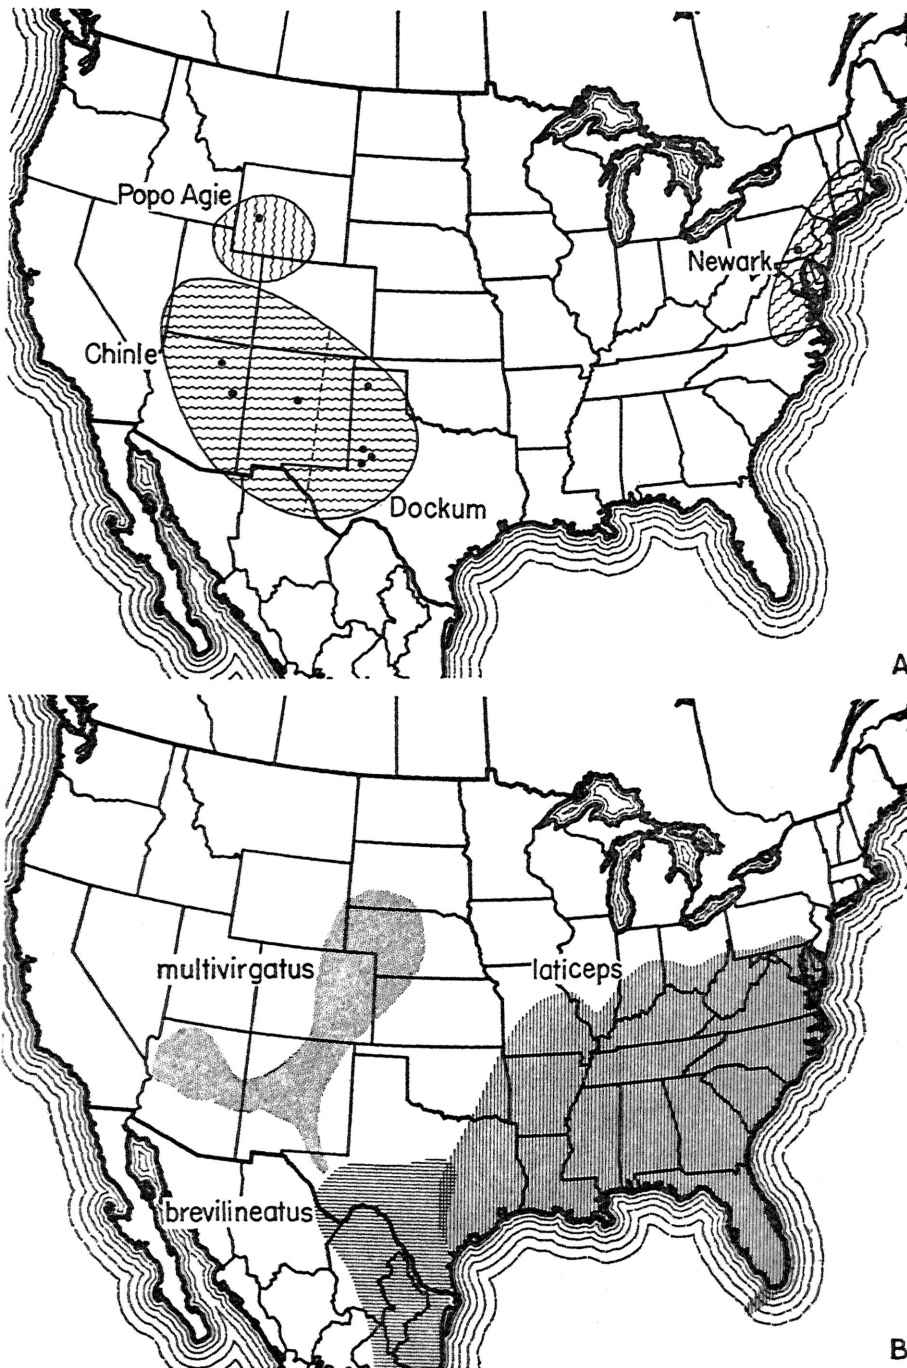 Popo Agie
Newark
Chinle
Dockum
A
multivirgatus
laticeps
brevilineatus
B